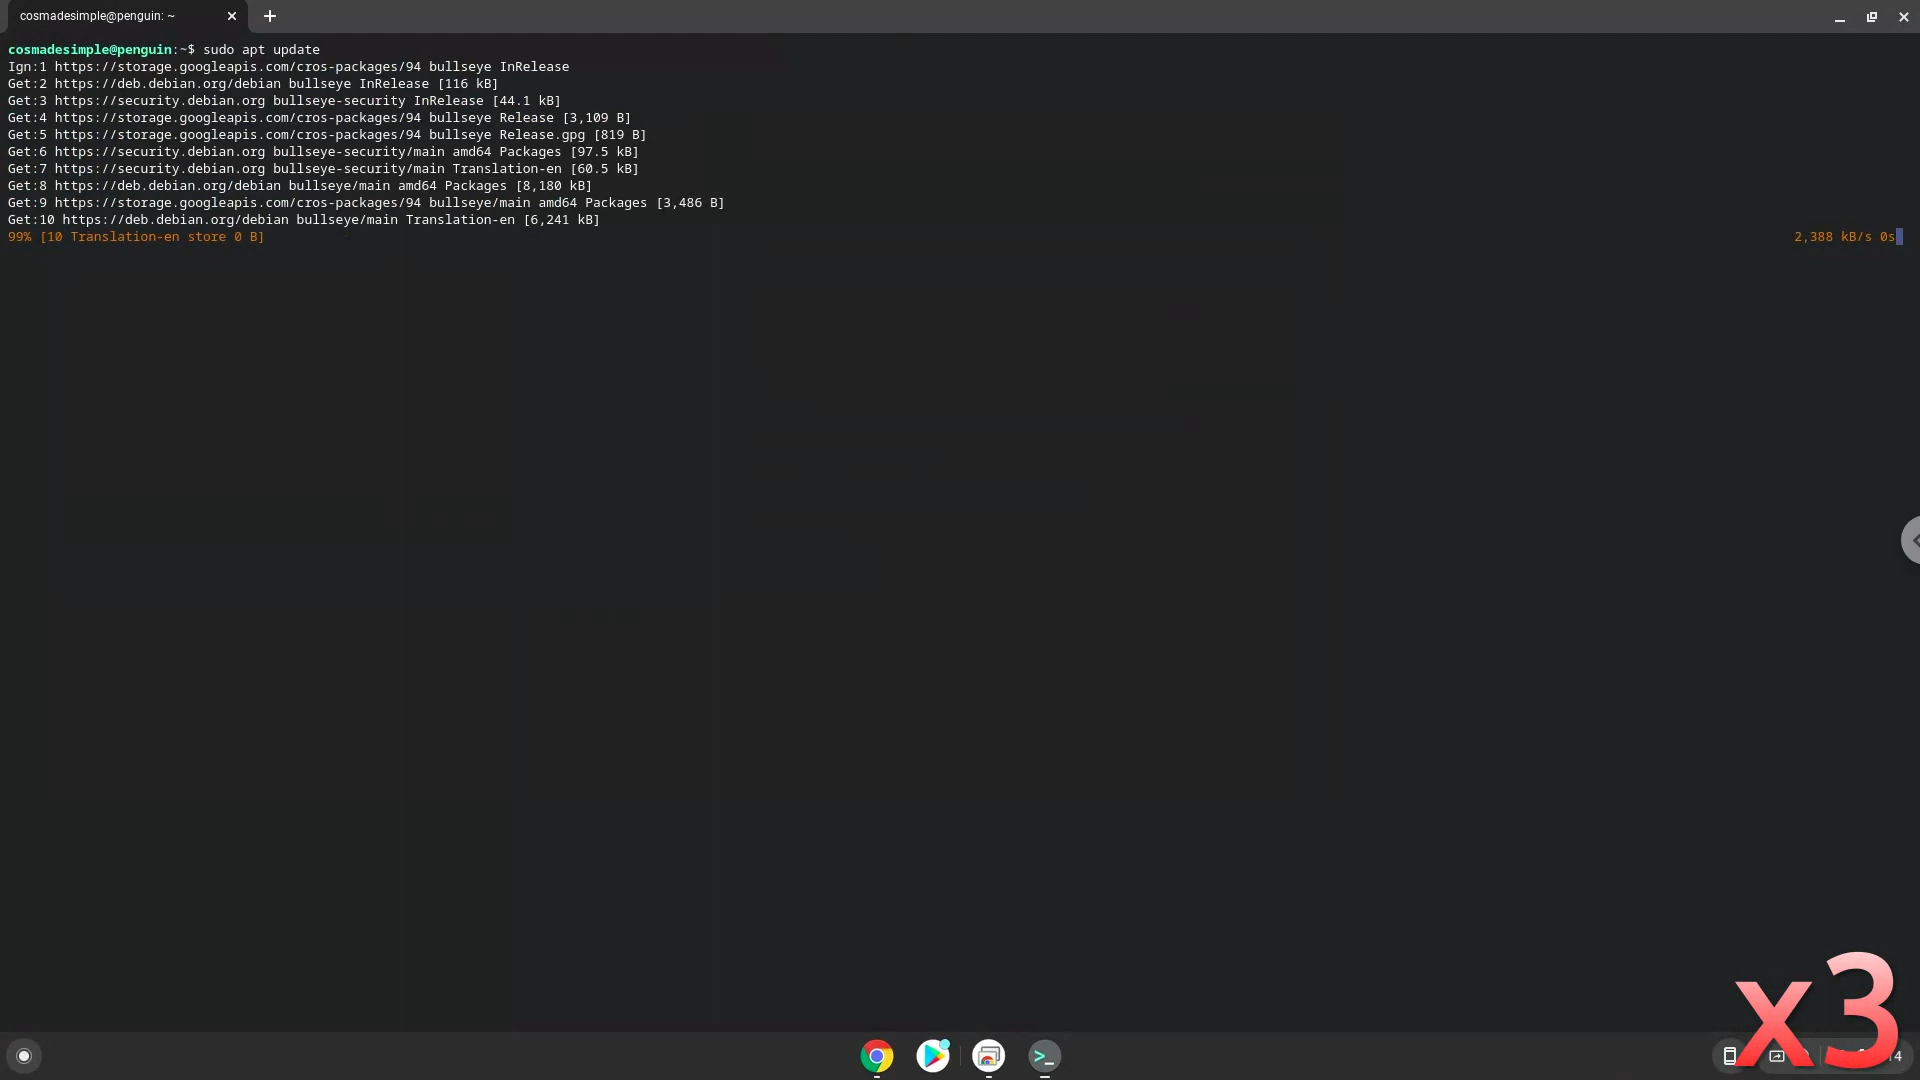 cosmadesimple@penguin: ~
cosmadesimple@penguin:~$ sudo apt update
Ign:1 https://storage.googleapis.com/cros-packages/94 bullseye InRelease
Get:2 https://deb.debian.org/debian bullseye InRelease [116 kB]
Get:3 https://security.debian.org bullseye-security InRelease [44.1 kB]
Get:4 https://storage.googleapis.com/cros-packages/94 bullseye Release [3,109 B]
Get:5 https://storage.googleapis.com/cros-packages/94 bullseye Release.gpg [819 B]
Get:6 https://security.debian.org bullseye-security/main amd64 Packages [97.5 kB]
Get:7 https://security.debian.org bullseye-security/main Translation-en [60.5 kB]
Get:8 https://deb.debian.org/debian bullseye/main amd64 Packages [8,180 kB]
Get:9 https://storage.googleapis.com/cros-packages/94 bullseye/main amd64 Packages [3,486 B]
Get:10 https://deb.debian.org/debian bullseye/main Translation-en [6,241 kB]
99% [10 Translation-en store 0 B] 2,388 kB/s 0s
x3